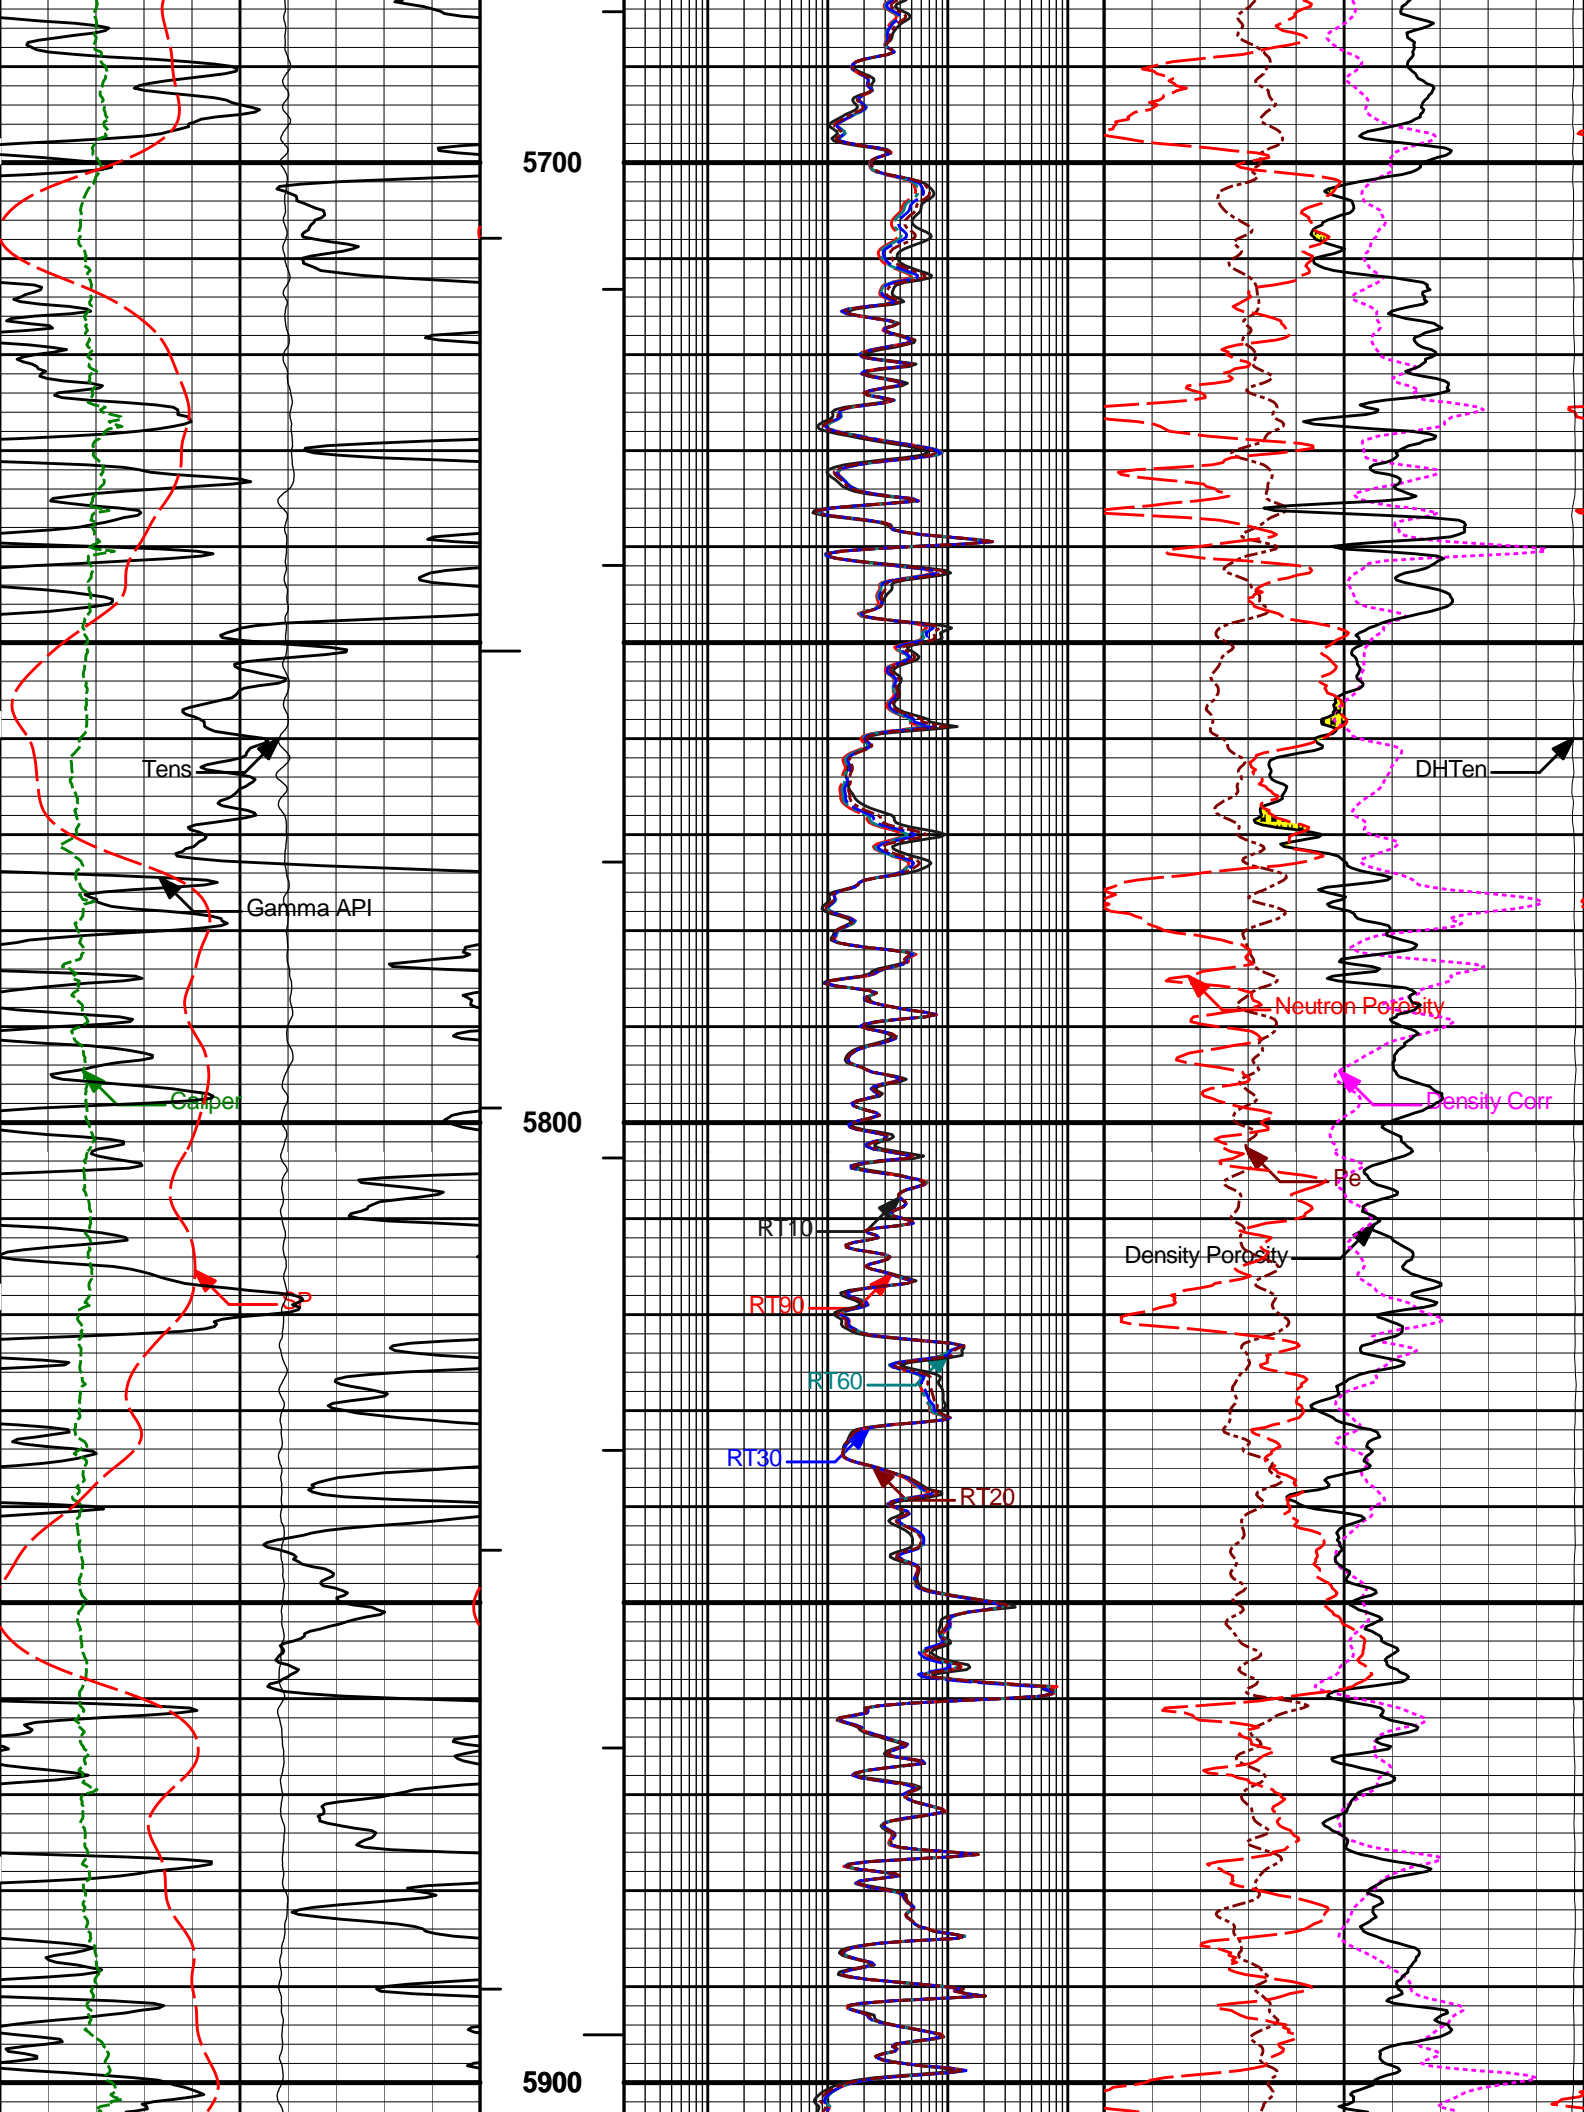 5700
Tens
DHTen
Gamma API
Neutron Porosity
Caliper
Density Corr
5800
Pe
RT10
Density Porosity
SP
RT90
RT60
RT30
RT20
5900